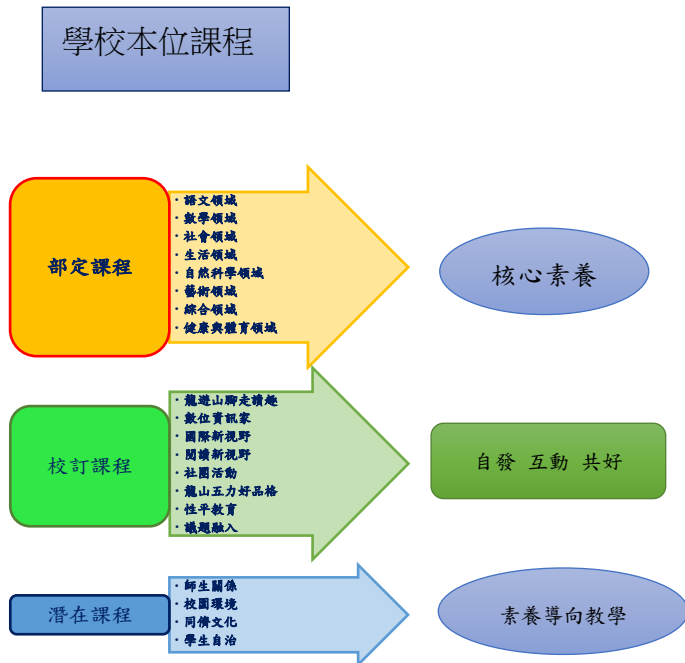 學校本位課程
部定課程
· 語文領域
· 數學領域
· 社會領域
· 生活領域
· 自然科學領域
· 藝術領域
· 綜合領域
· 健康與體育領域
核心素養
校訂課程
· 龍遊山腳走讀趣
· 數位資訊家
· 國際新視野
· 閱讀新視野
· 社團活動
· 龍山五力好品格
· 性平教育
· 議題融入
自發 互動 共好
潛在課程
· 師生關係
· 校園環境
· 同儕文化
· 學生自治
素養導向教學